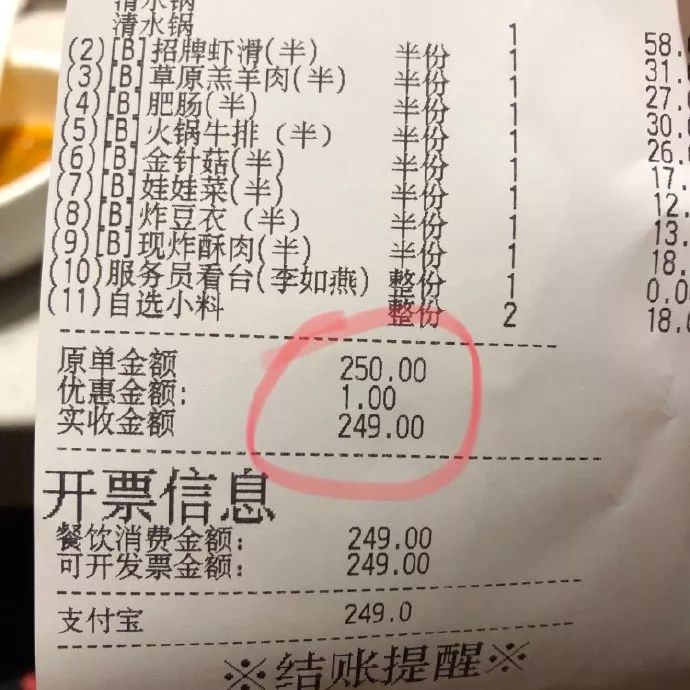 清水锅
清水锅 1 58.
(2)[B]招牌虾滑(半) 半份 1 31.
(3)[B]草原羔羊肉(半) 半份 1 27.
(4)[B]肥肠(半) 半份 1 30.
(5)[B]火锅牛排（半） 半份 1 26.
(6)[B]金针菇(半) 半份 1 17.
(7)[B]娃娃菜(半) 半份 1 12.
(8)[B]炸豆衣（半） 半份 1 13.
(9)[B]现炸酥肉(半) 半份 1 18.
(10)服务员看台(李如燕) 整份 1 0.0
(11)自选小料 整份 2 18.0
原单金额 250.00
优惠金额: 1.00
实收金额 249.00
开票信息
餐饮消费金额: 249.00
可开发票金额: 249.00
支付宝 249.0
※结账提醒※